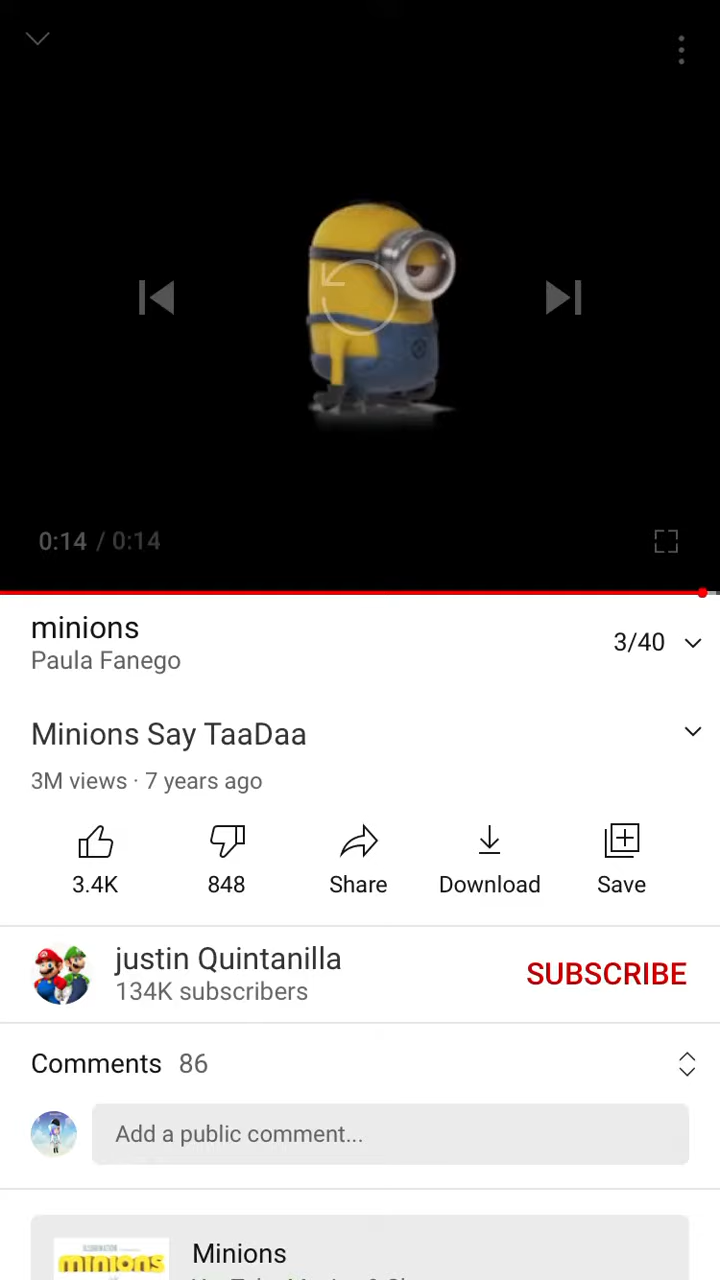 0:14 / 0:14
minions
Paula Fanego
3/40
Minions Say TaaDaa
3M views · 7 years ago
3.4K
848
Share
Download
Save
justin Quintanilla
134K subscribers
SUBSCRIBE
Comments 86
Add a public comment...
Minions
minions